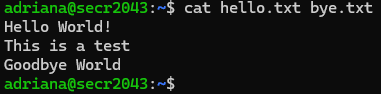 adriana@secr2043:~$ cat hello.txt bye.txt
Hello World!
This is a test
Goodbye World
adriana@secr2043:~$